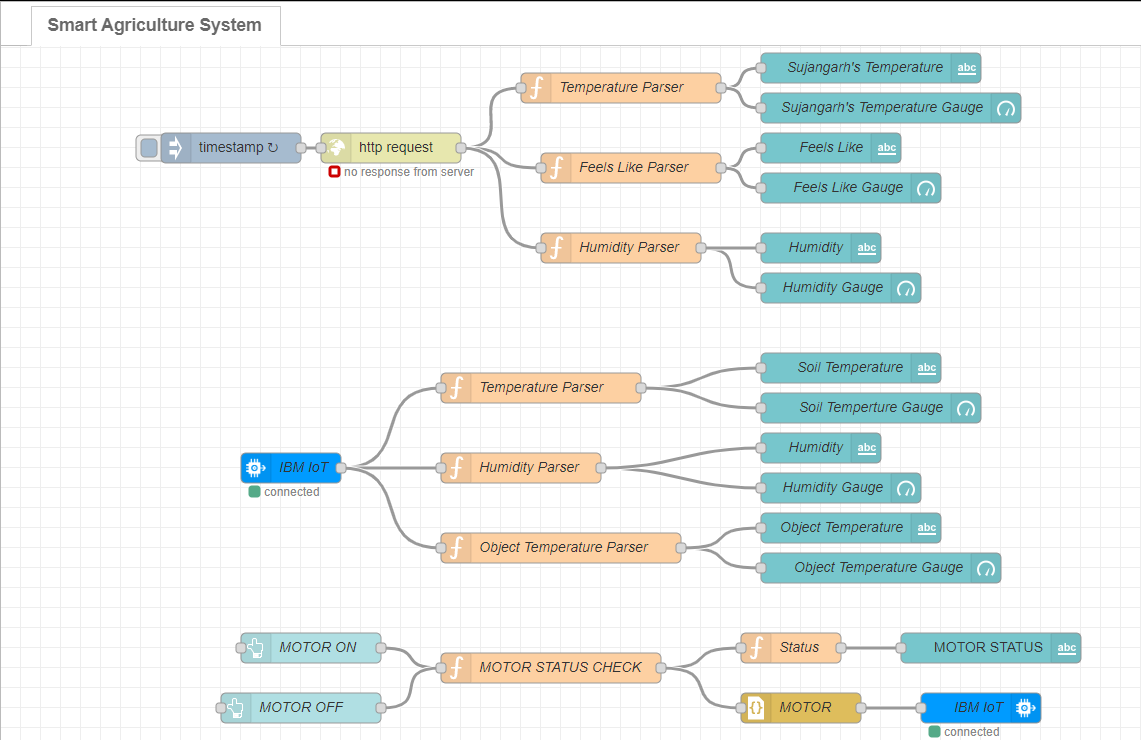 Smart Agriculture System
Sujangarh's Temperature abc
Temperature Parser
Sujangarh's Temperature Gauge
timestamp ↻
http request
Feels Like abc
no response from server
Feels Like Parser
Feels Like Gauge
Humidity Parser
Humidity abc
Humidity Gauge
Soil Temperature abc
Temperature Parser
Soil Temperture Gauge
Humidity abc
IBM IoT
Humidity Parser
connected
Humidity Gauge
Object Temperature abc
Object Temperature Parser
Object Temperature Gauge
MOTOR ON
Status
MOTOR STATUS abc
MOTOR STATUS CHECK
MOTOR OFF
{} MOTOR
IBM IoT
connected